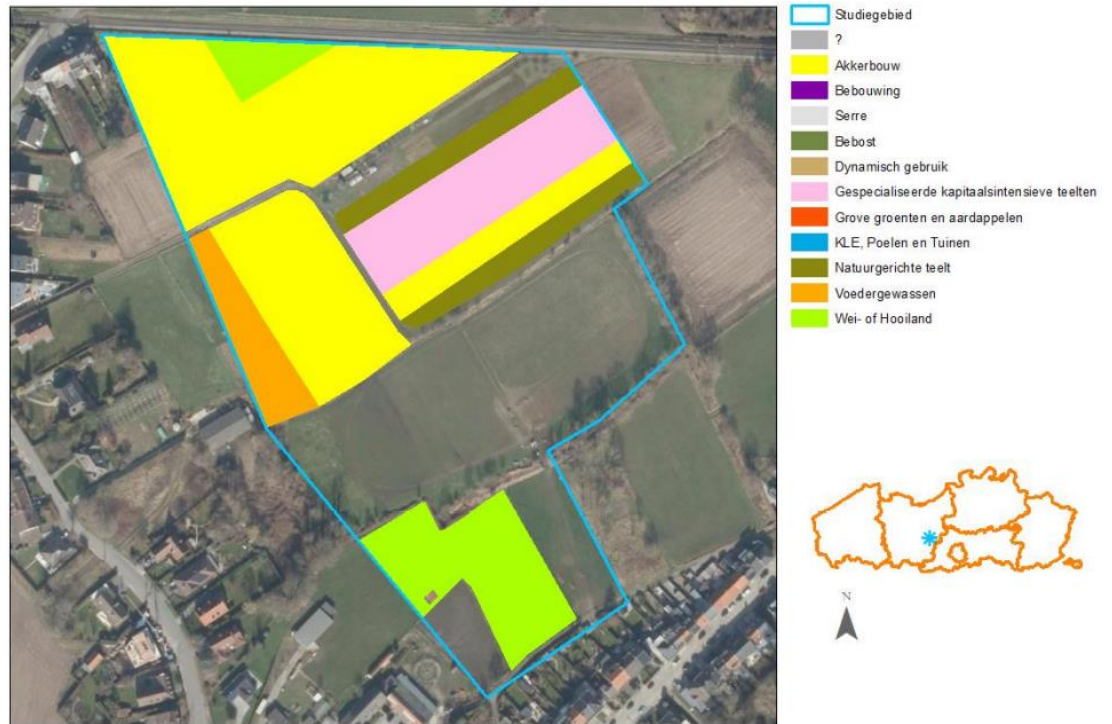 Studiegebied
?
Akkerbouw
Bebouwing
Serre
Bebost
Dynamisch gebruik
Gespecialiseerde kapitaalsintensieve teelten
Grove groenten en aardappelen
KLE, Poelen en Tuinen
Natuurgerichte teelt
Voedergewassen
Wei- of Hooiland
N